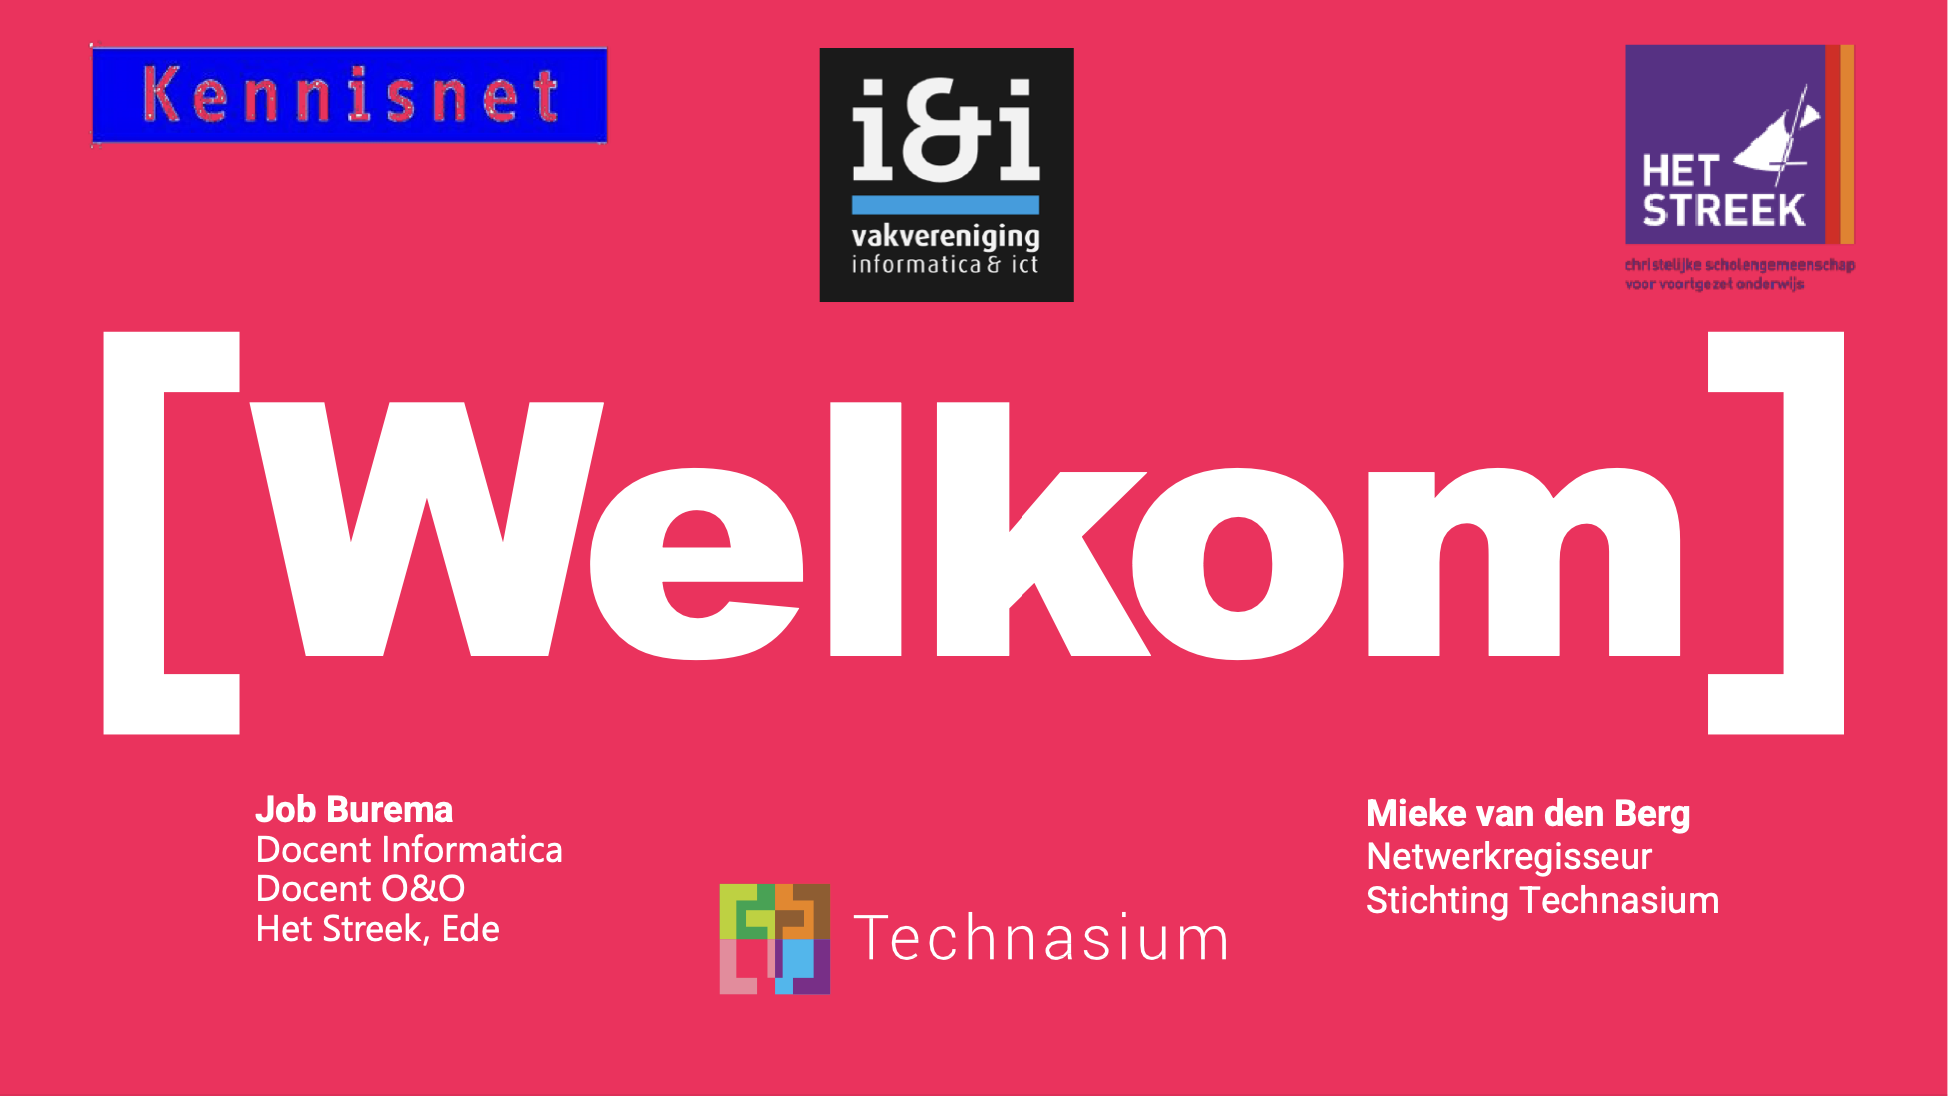 Kennisnet
i&i
vakvereniging
informatica & ict
HET
STREEK
christelijke scholengemeenschap
voor voortgezet onderwijs
[Welkom]
Job Burema
Docent Informatica
Docent O&O
Het Streek, Ede
Technasium
Mieke van den Berg
Netwerkregisseur
Stichting Technasium